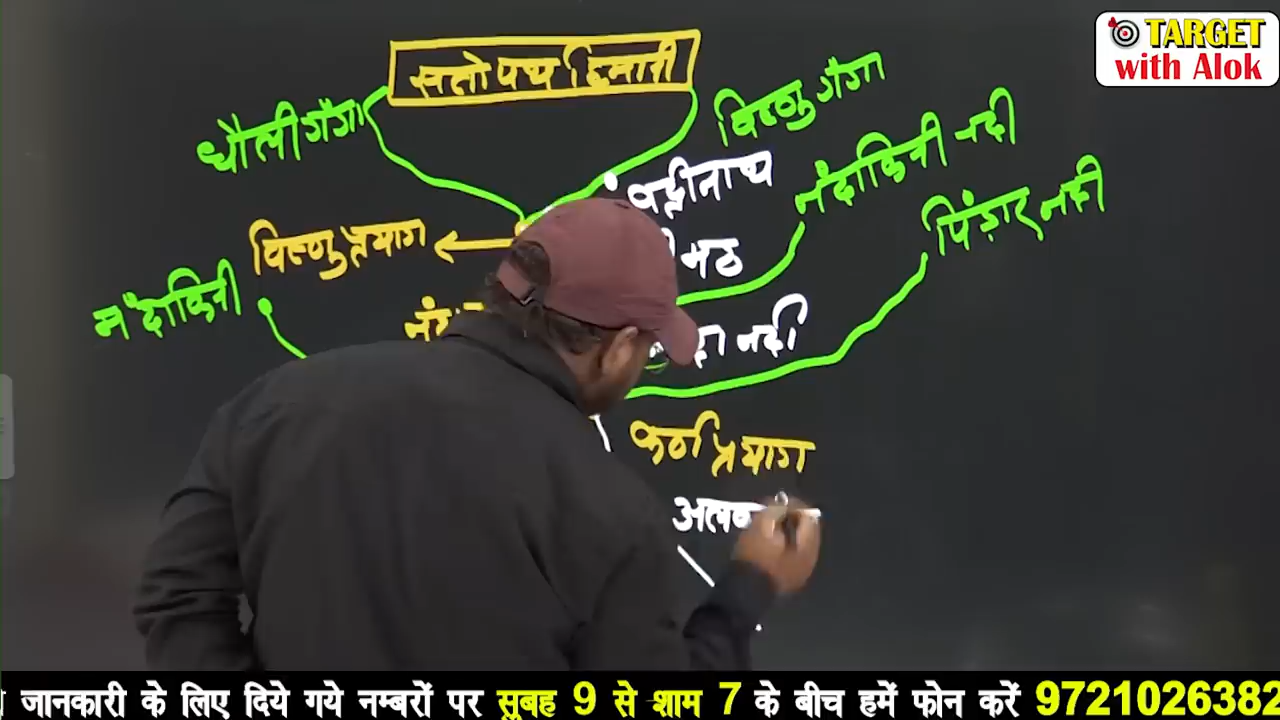 TARGET
with Alok
सतोपथ हिमानी
धौलीगंगा
विष्णु गंगा
बद्रीनाथ
मंदाकिनी नदी
पिंडार नदी
विष्णु प्रयाग
मठ
मंदाकिनी
नदी
कर्ण प्रयाग
जानकारी के लिए दिये गये नम्बरों पर सुबह 9 से शाम 7 के बीच हमें फोन करें 9721026382